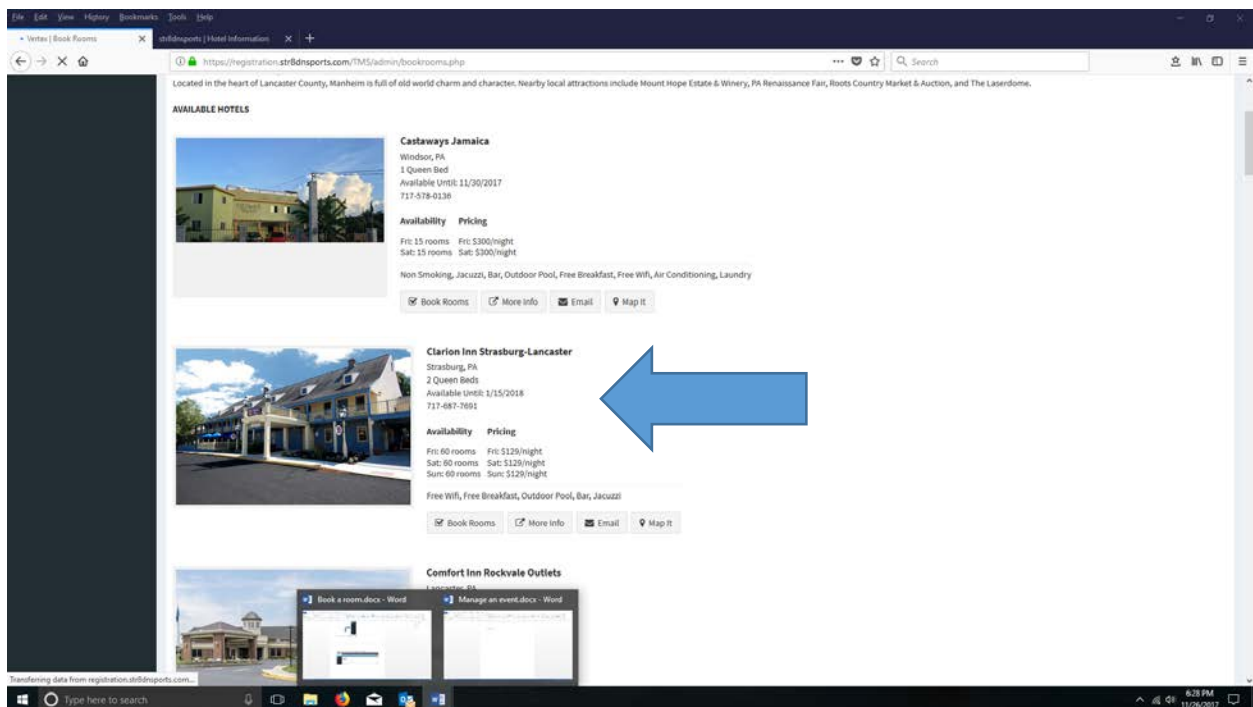 File Edit View History Bookmarks Tools Help
Vertex | Book Rooms
str8dnsports | Hotel Information
https://registration.str8dnsports.com/TMS/admin/bookrooms.php
Search
Located in the heart of Lancaster County, Manheim is full of old world charm and character. Nearby local attractions include Mount Hope Estate & Winery, PA Renaissance Fair, Roots Country Market & Auction, and The Laserdome.
AVAILABLE HOTELS
Castaways Jamaica
Windsor, PA
1 Queen Bed
Available Until: 11/30/2017
717-578-0136
Availability Pricing
Fri: 15 rooms Fri: $300/night
Sat: 15 rooms Sat: $300/night
Non Smoking, Jacuzzi, Bar, Outdoor Pool, Free Breakfast, Free Wifi, Air Conditioning, Laundry
Book Rooms More Info Email Map It
Clarion Inn Strasburg-Lancaster
Strasburg, PA
2 Queen Beds
Available Until: 1/15/2018
717-687-7691
Availability Pricing
Fri: 60 rooms Fri: $129/night
Sat: 60 rooms Sat: $129/night
Sun: 60 rooms Sun: $129/night
Free Wifi, Free Breakfast, Outdoor Pool, Bar, Jacuzzi
Book Rooms More Info Email Map It
Comfort Inn Rockvale Outlets
Lancaster, PA
Book a room.docx - Word
Manage an event.docx - Word
Transferring data from registration.str8dnsports.com...
Type here to search
6:28 PM
11/26/2017